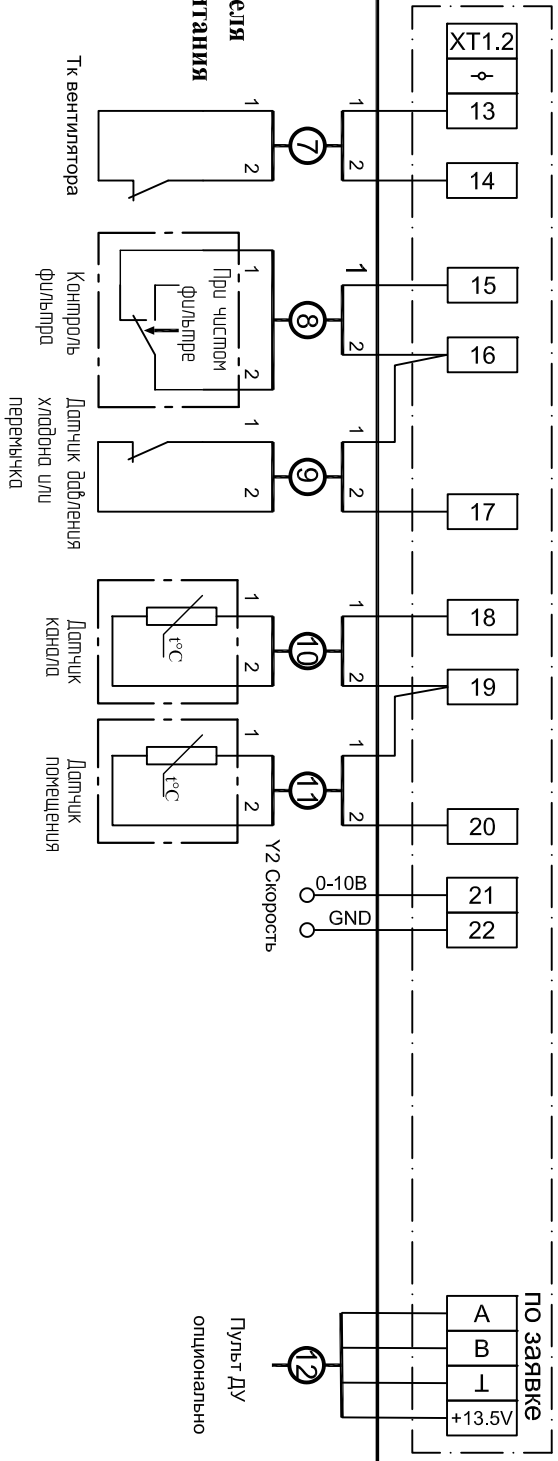 XT1.2
13
14
15
16
17
18
19
20
21
22
по заявке
A
B
⊥
+13.5V
1
2
1
2
1
2
1
2
1
2
0-10В
GND
7
8
9
10
11
12
1
2
1
2
1
2
1
2
1
2
Y2 Скорость
При чистом
фильтре
t°C
t°C
Тк вентилятора
Контроль
фильтра
Датчик давления
хладона или
перемычка
Датчик
канала
Датчик
помещения
Пульт ДУ
опционально
еля
итания